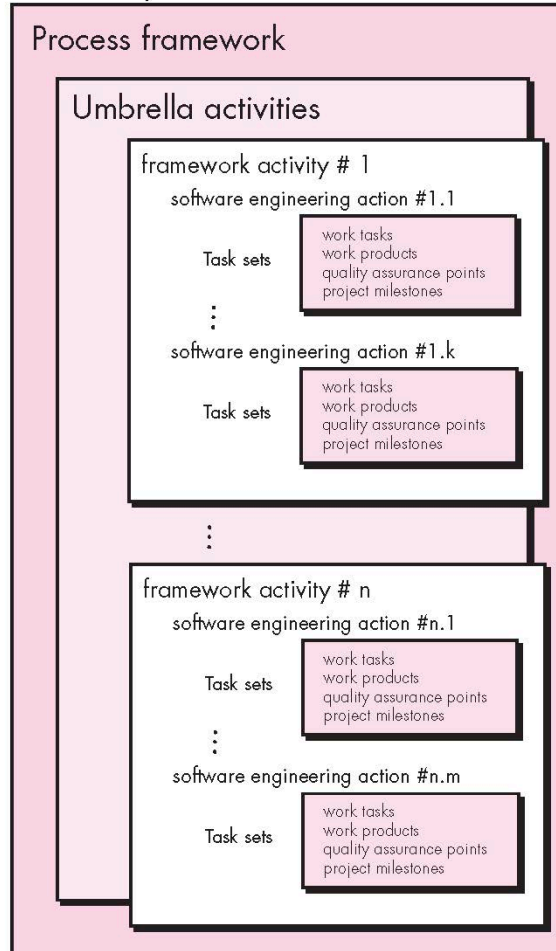 Process framework
Umbrella activities
framework activity # 1
software engineering action #1.1
Task sets
work tasks
work products
quality assurance points
project milestones
software engineering action #1.k
Task sets
work tasks
work products
quality assurance points
project milestones
framework activity # n
software engineering action #n.1
Task sets
work tasks
work products
quality assurance points
project milestones
software engineering action #n.m
Task sets
work tasks
work products
quality assurance points
project milestones